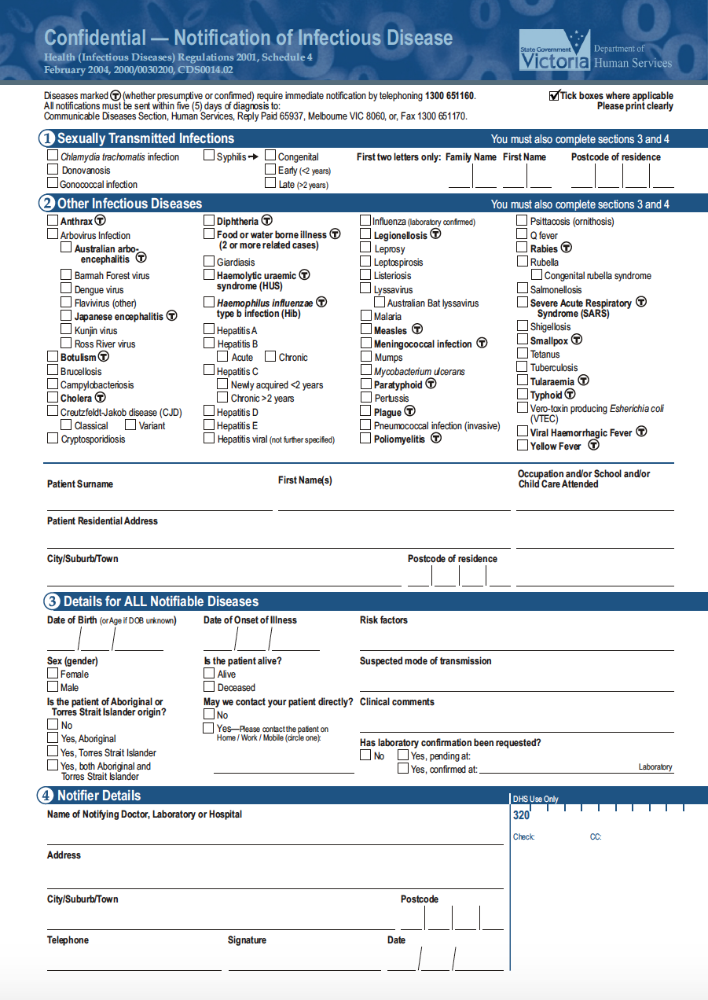 Confidential — Notification of Infectious Disease
Health (Infectious Diseases) Regulations 2001, Schedule 4
February 2004, 2000/0030200, CDS0014.02
State Government
Victoria
Department of
Human Services
Diseases marked Ⓣ (whether presumptive or confirmed) require immediate notification by telephoning 1300 651160.
All notifications must be sent within five (5) days of diagnosis to:
Communicable Diseases Section, Human Services, Reply Paid 65937, Melbourne VIC 8060, or, Fax 1300 651170.
Tick boxes where applicable
Please print clearly
1 Sexually Transmitted Infections
You must also complete sections 3 and 4
Chlamydia trachomatis infection
Donovanosis
Gonococcal infection
Syphilis
Congenital
Early (<2 years)
Late (>2 years)
First two letters only: Family Name First Name
Postcode of residence
2 Other Infectious Diseases
You must also complete sections 3 and 4
Anthrax Ⓣ
Arbovirus Infection
Australian arbo-
encephalitis Ⓣ
Barmah Forest virus
Dengue virus
Flavivirus (other)
Japanese encephalitis Ⓣ
Kunjin virus
Ross River virus
Botulism Ⓣ
Brucellosis
Campylobacteriosis
Cholera Ⓣ
Creutzfeldt-Jakob disease (CJD)
Classical Variant
Cryptosporidiosis
Diphtheria Ⓣ
Food or water borne illness Ⓣ
(2 or more related cases)
Giardiasis
Haemolytic uraemic Ⓣ
syndrome (HUS)
Haemophilus influenzae Ⓣ
type b infection (Hib)
Hepatitis A
Hepatitis B
Acute Chronic
Hepatitis C
Newly acquired <2 years
Chronic >2 years
Hepatitis D
Hepatitis E
Hepatitis viral (not further specified)
Influenza (laboratory confirmed)
Legionellosis Ⓣ
Leprosy
Leptospirosis
Listeriosis
Lyssavirus
Australian Bat lyssavirus
Malaria
Measles Ⓣ
Meningococcal infection Ⓣ
Mumps
Mycobacterium ulcerans
Paratyphoid Ⓣ
Pertussis
Plague Ⓣ
Pneumococcal infection (invasive)
Poliomyelitis Ⓣ
Psittacosis (ornithosis)
Q fever
Rabies Ⓣ
Rubella
Congenital rubella syndrome
Salmonellosis
Severe Acute Respiratory Ⓣ
Syndrome (SARS)
Shigellosis
Smallpox Ⓣ
Tetanus
Tuberculosis
Tularaemia Ⓣ
Typhoid Ⓣ
Vero-toxin producing Esherichia coli
(VTEC)
Viral Haemorrhagic Fever Ⓣ
Yellow Fever Ⓣ
Patient Surname
First Name(s)
Occupation and/or School and/or
Child Care Attended
Patient Residential Address
City/Suburb/Town
Postcode of residence
3 Details for ALL Notifiable Diseases
Date of Birth (or Age if DOB unknown)
Sex (gender)
Female
Male
Is the patient of Aboriginal or
Torres Strait Islander origin?
No
Yes, Aboriginal
Yes, Torres Strait Islander
Yes, both Aboriginal and
Torres Strait Islander
Date of Onset of Illness
Is the patient alive?
Alive
Deceased
May we contact your patient directly?
No
Yes—Please contact the patient on
Home / Work / Mobile (circle one):
Risk factors
Suspected mode of transmission
Clinical comments
Has laboratory confirmation been requested?
No Yes, pending at:
Yes, confirmed at: Laboratory
4 Notifier Details
DHS Use Only
320
Check: CC:
Name of Notifying Doctor, Laboratory or Hospital
Address
City/Suburb/Town
Postcode
Telephone
Signature
Date